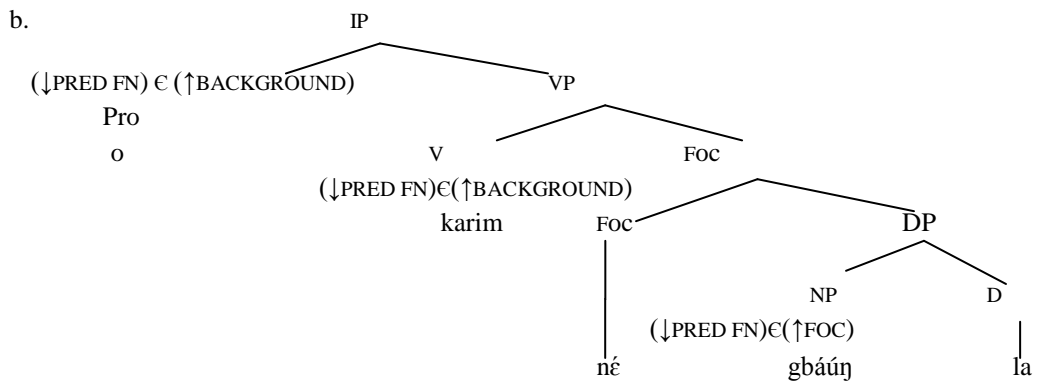 b. IP
(↓PRED FN) Є (↑BACKGROUND) VP
Pro
o V Foc
(↓PRED FN)Є(↑BACKGROUND)
karim Foc DP
NP D
(↓PRED FN)Є(↑FOC)
nɛ́ gbáúŋ la